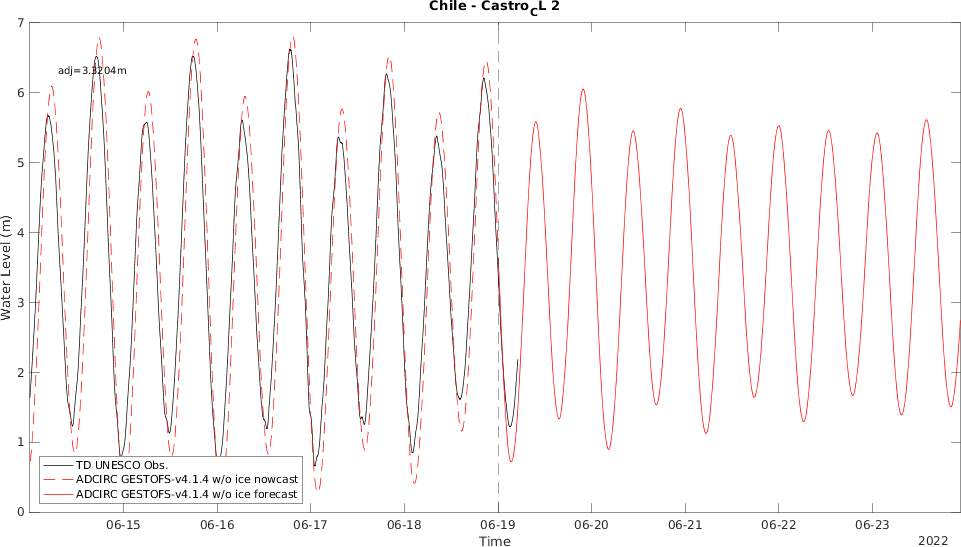 Chile - Castro_CL 2
7
adj=3.3204m
6
5
4
3
2
1
0
Water Level (m)
TD UNESCO Obs.
ADCIRC GESTOFS-v4.1.4 w/o ice nowcast
ADCIRC GESTOFS-v4.1.4 w/o ice forecast
06-15 06-16 06-17 06-18 06-19 06-20 06-21 06-22 06-23
Time
2022